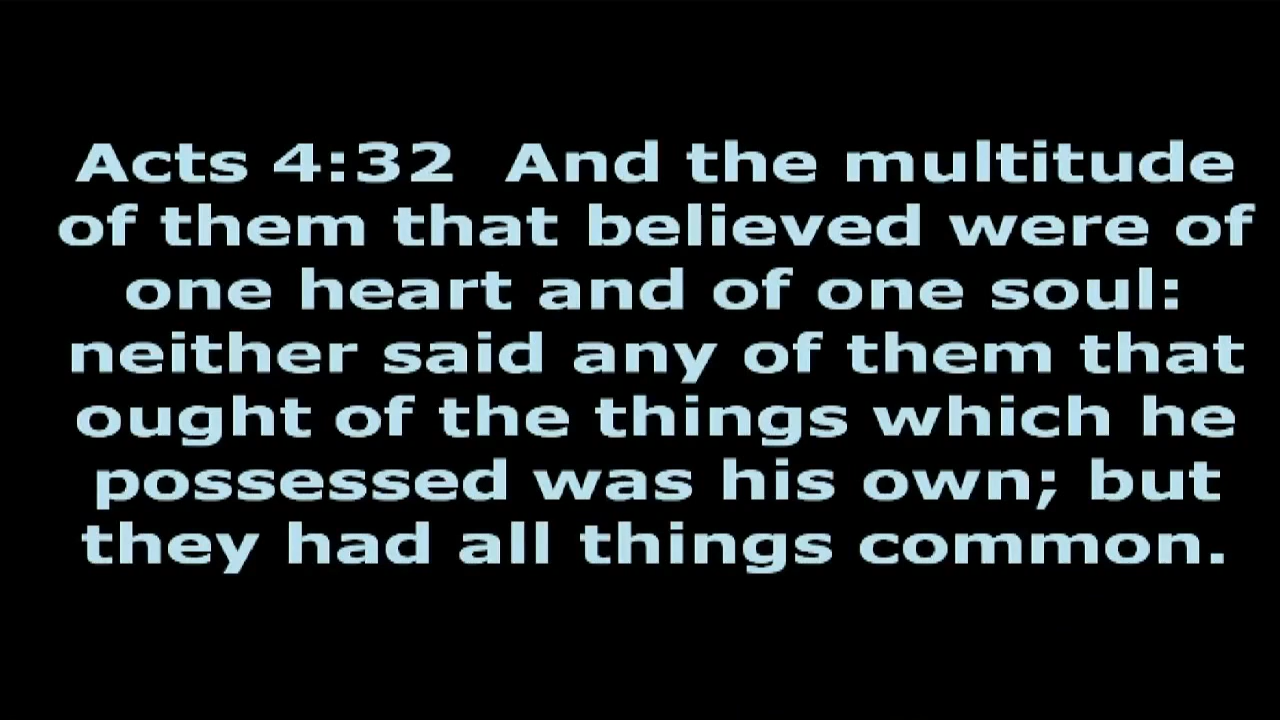 Acts 4:32  And the multitude
of them that believed were of
one heart and of one soul:
neither said any of them that
ought of the things which he
possessed was his own; but
they had all things common.